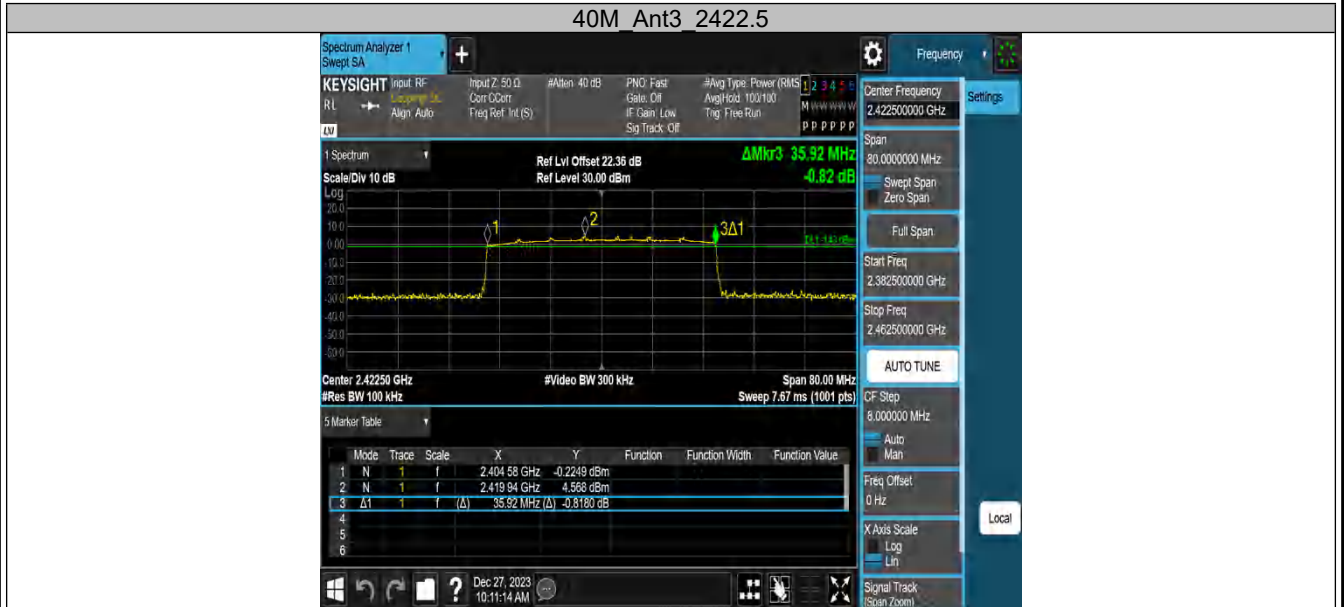 40M_Ant3_2422.5
Spectrum Analyzer 1
Swept SA
+
Frequency
KEYSIGHT Input: RF
RL
Align: Auto
LXI
Input Z: 50 Ω
Corr CCorr
Freq Ref: Int (S)
#Atten: 40 dB
PNO: Fast
Gate: Off
IF Gain: Low
Sig Track: Off
#Avg Type: Power (RMS
Avg|Hold: 100/100
Trig: Free Run
1 2 3 4 5 6
M W W W W W
P P P P P P
Center Frequency
2.422500000 GHz
Settings
Span
80.0000000 MHz
Swept Span
Zero Span
Full Span
Start Freq
2.382500000 GHz
Stop Freq
2.462500000 GHz
AUTO TUNE
CF Step
8.000000 MHz
Auto
Man
Freq Offset
0 Hz
X Axis Scale
Log
Lin
Signal Track
(Span Zoom)
Local
1 Spectrum
Scale/Div 10 dB
Ref Lvl Offset 22.36 dB
Ref Level 30.00 dBm
ΔMkr3 35.92 MHz
-0.82 dB
Log
20.0
10.0
0.00
-10.0
-20.0
-30.0
-40.0
-50.0
-60.0
1
2
3Δ1
Center 2.42250 GHz
#Res BW 100 kHz
#Video BW 300 kHz
Span 80.00 MHz
Sweep 7.67 ms (1001 pts)
5 Marker Table
Mode Trace Scale X Y Function Function Width Function Value
1 N 1 f 2.404 58 GHz -0.2249 dBm
2 N 1 f 2.419 94 GHz 4.568 dBm
3 Δ1 1 f (Δ) 35.92 MHz (Δ) -0.8180 dB
4
5
6
?
Dec 27, 2023
10:11:14 AM